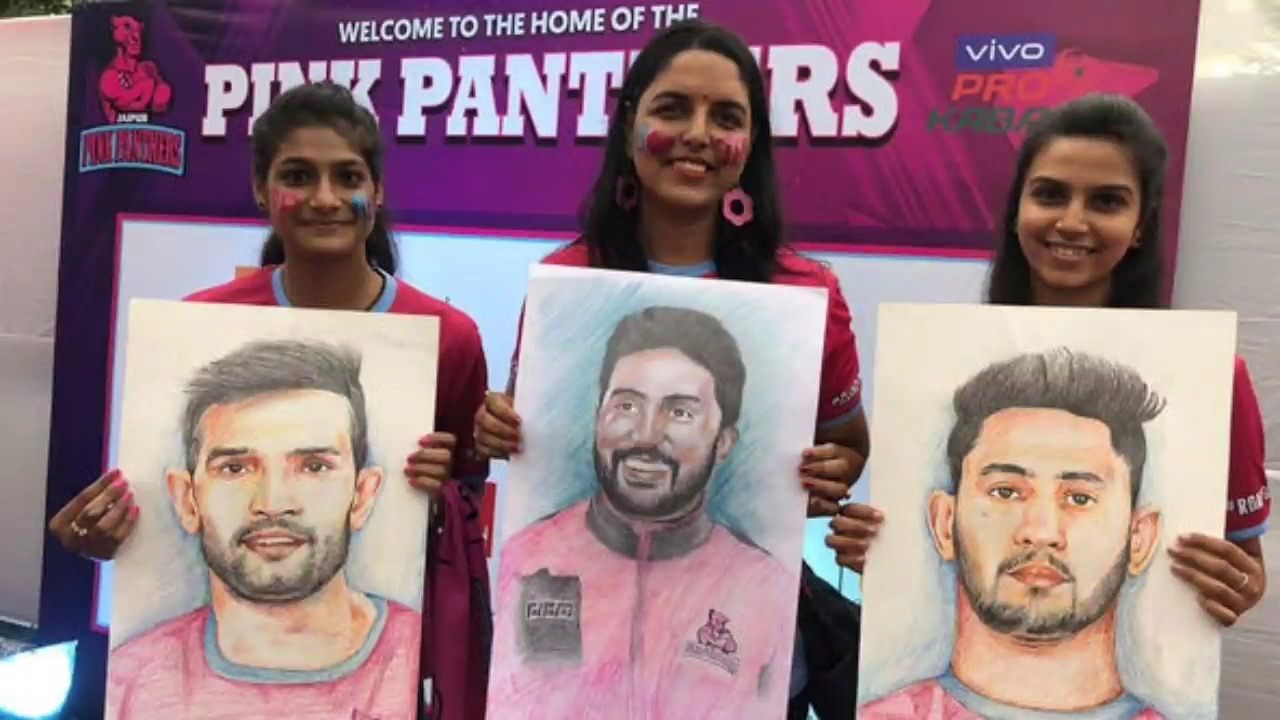 WELCOME TO THE HOME OF THE
PINK PANTHERS
JAIPUR
PINK PANTHERS
vivo
PRO
KABA